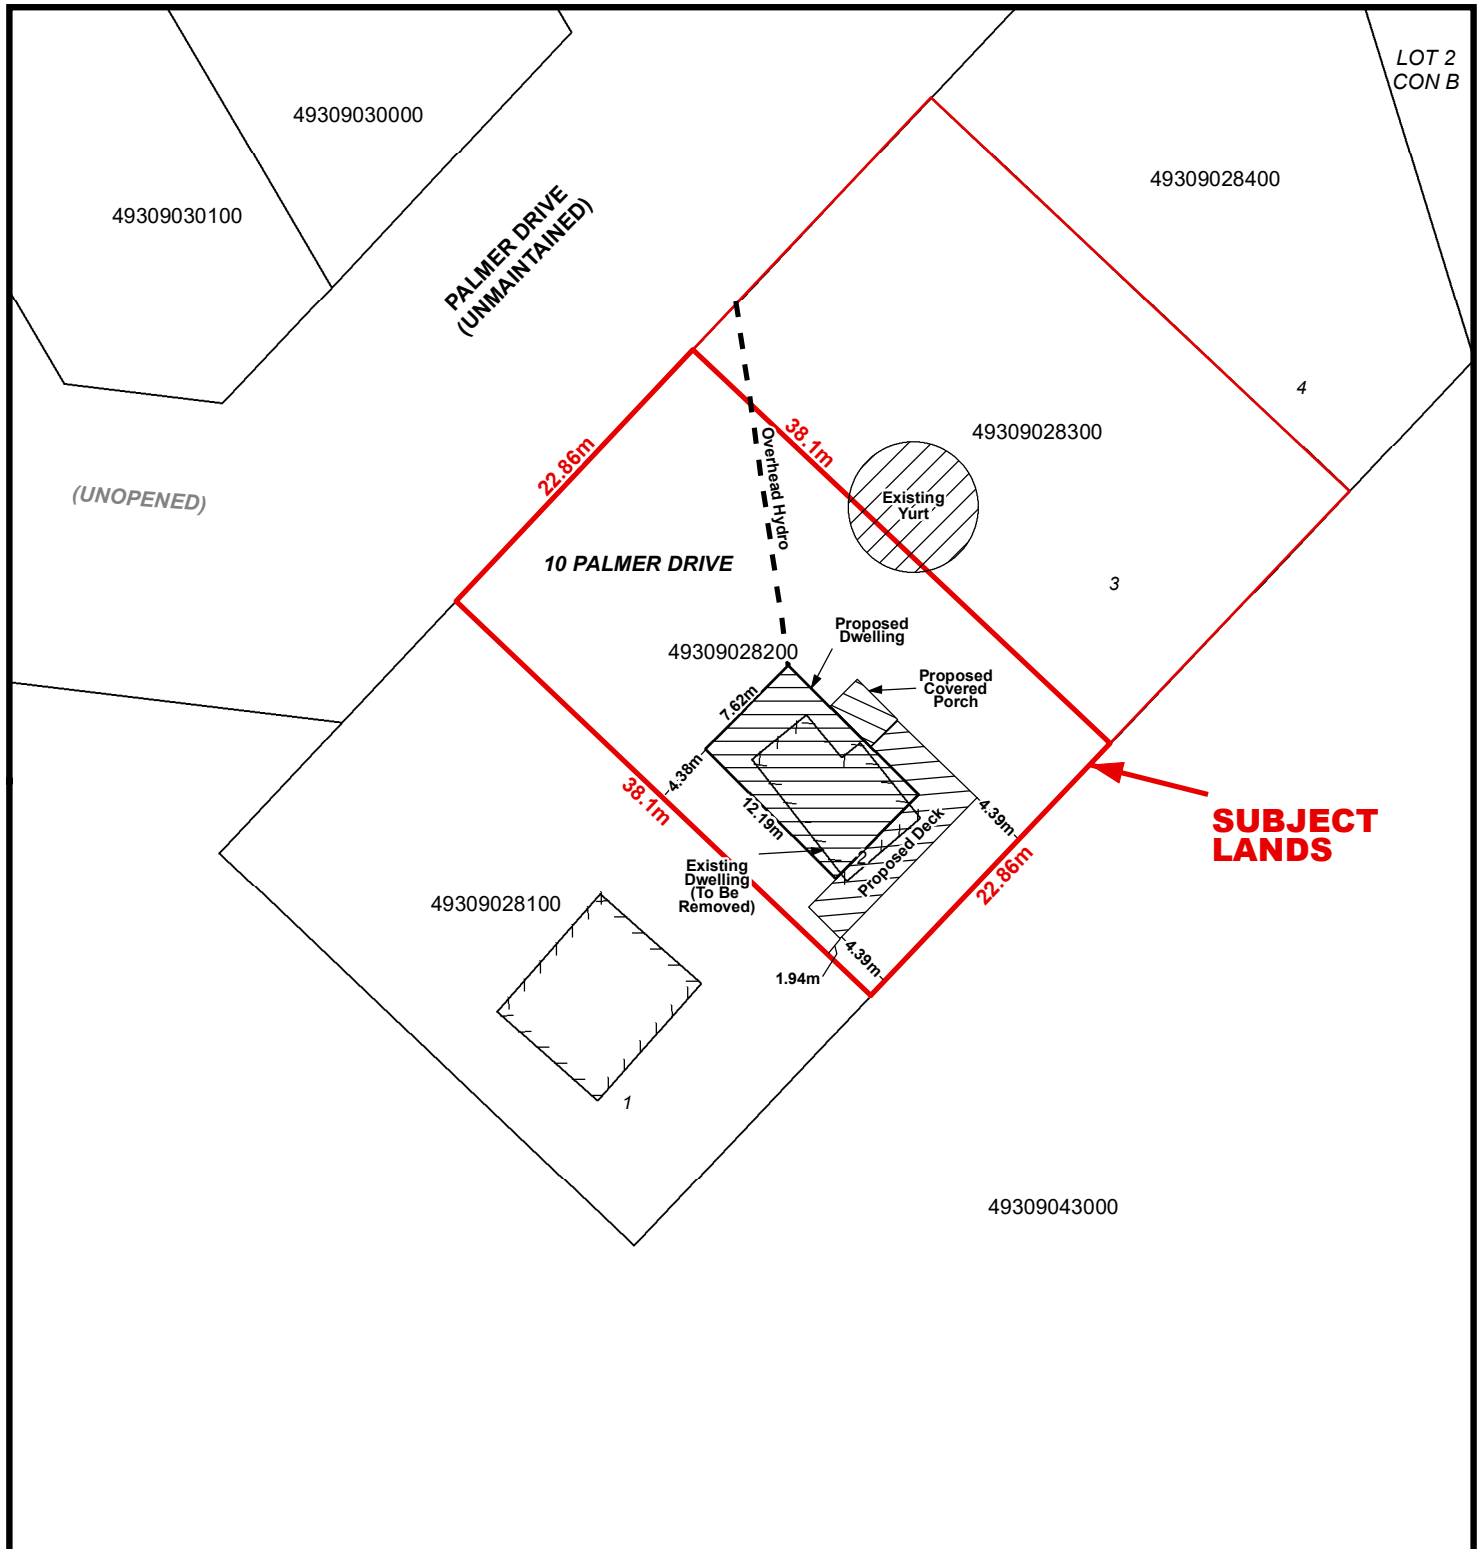 LOT 2
CON B
49309030000
49309028400
49309030100
PALMER DRIVE
(UNMAINTAINED)
4
49309028300
38.1m
Overhead Hydro
22.86m
(UNOPENED)
Existing
Yurt
10 PALMER DRIVE
3
Proposed
Dwelling
49309028200
Proposed
Covered
Porch
7.62m
4.38m
38.1m
12.19m
4.39m
SUBJECT
LANDS
Proposed Deck
2
22.86m
Existing
Dwelling
(To Be
Removed)
49309028100
4.39m
1.94m
1
49309043000